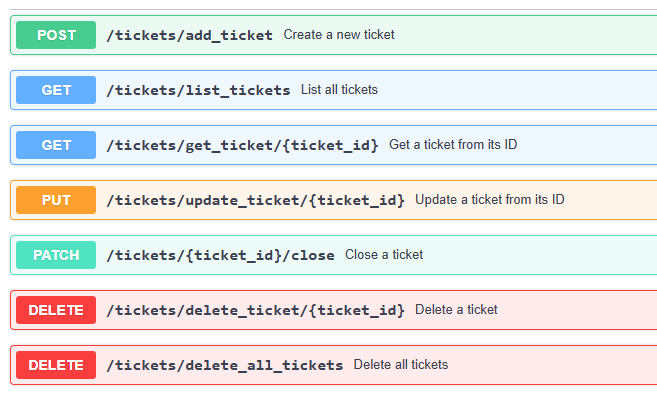 POST /tickets/add_ticket Create a new ticket
GET /tickets/list_tickets List all tickets
GET /tickets/get_ticket/{ticket_id} Get a ticket from its ID
PUT /tickets/update_ticket/{ticket_id} Update a ticket from its ID
PATCH /tickets/{ticket_id}/close Close a ticket
DELETE /tickets/delete_ticket/{ticket_id} Delete a ticket
DELETE /tickets/delete_all_tickets Delete all tickets